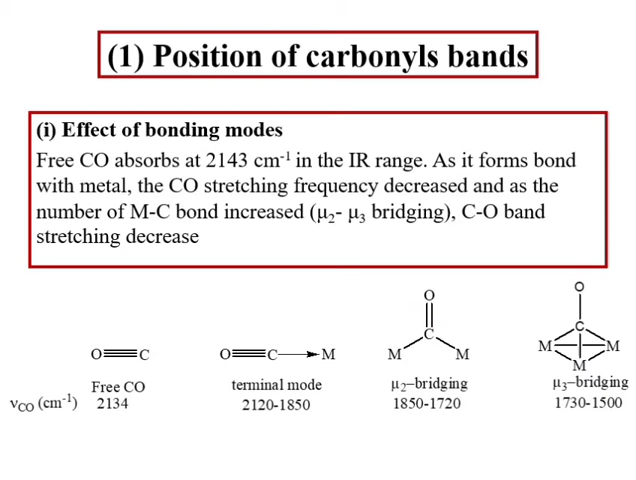 (1) Position of carbonyls bands
(i) Effect of bonding modes
Free CO absorbs at 2143 cm⁻¹ in the IR range. As it forms bond
with metal, the CO stretching frequency decreased and as the
number of M-C bond increased (μ₂- μ₃ bridging), C-O band
stretching decrease
O
O
C
C
O≡C
O≡C→M
M
M
M
M
M
Free CO
terminal mode
μ₂–bridging
μ₃–bridging
νCO (cm⁻¹)
2134
2120-1850
1850-1720
1730-1500